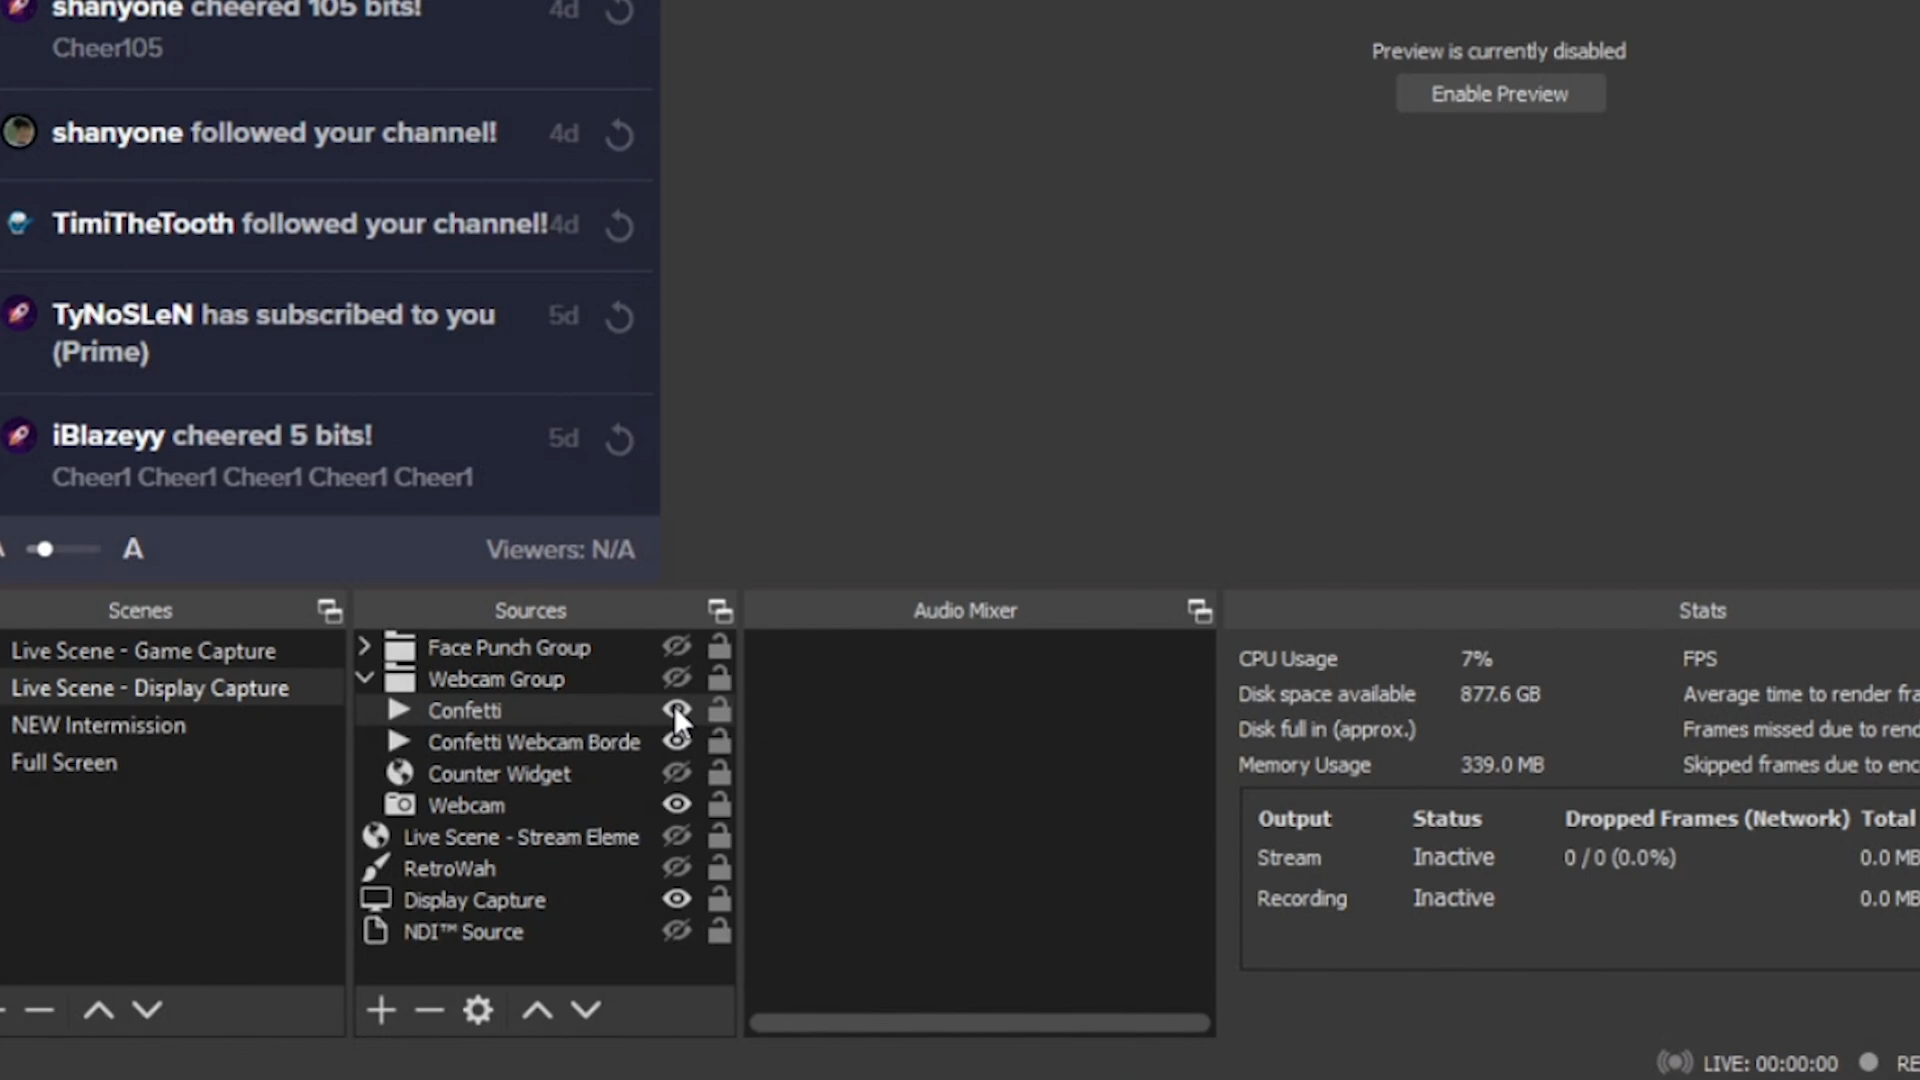 shanyone cheered 105 bits! 4d
Cheer105
shanyone followed your channel! 4d
TimiTheTooth followed your channel! 4d
TyNoSLeN has subscribed to you 5d
(Prime)
iBlazeyy cheered 5 bits! 5d
Cheer1 Cheer1 Cheer1 Cheer1 Cheer1
A Viewers: N/A
Preview is currently disabled
Enable Preview
Scenes
Live Scene - Game Capture
Live Scene - Display Capture
NEW Intermission
Full Screen
Sources
Face Punch Group
Webcam Group
Confetti
Confetti Webcam Borde
Counter Widget
Webcam
Live Scene - Stream Eleme
RetroWah
Display Capture
NDI™ Source
Audio Mixer
Stats
CPU Usage 7% FPS
Disk space available 877.6 GB Average time to render fra
Disk full in (approx.) Frames missed due to rend
Memory Usage 339.0 MB Skipped frames due to enc
Output Status Dropped Frames (Network) Total
Stream Inactive 0 / 0 (0.0%) 0.0 MB
Recording Inactive 0.0 MB
LIVE: 00:00:00 RE